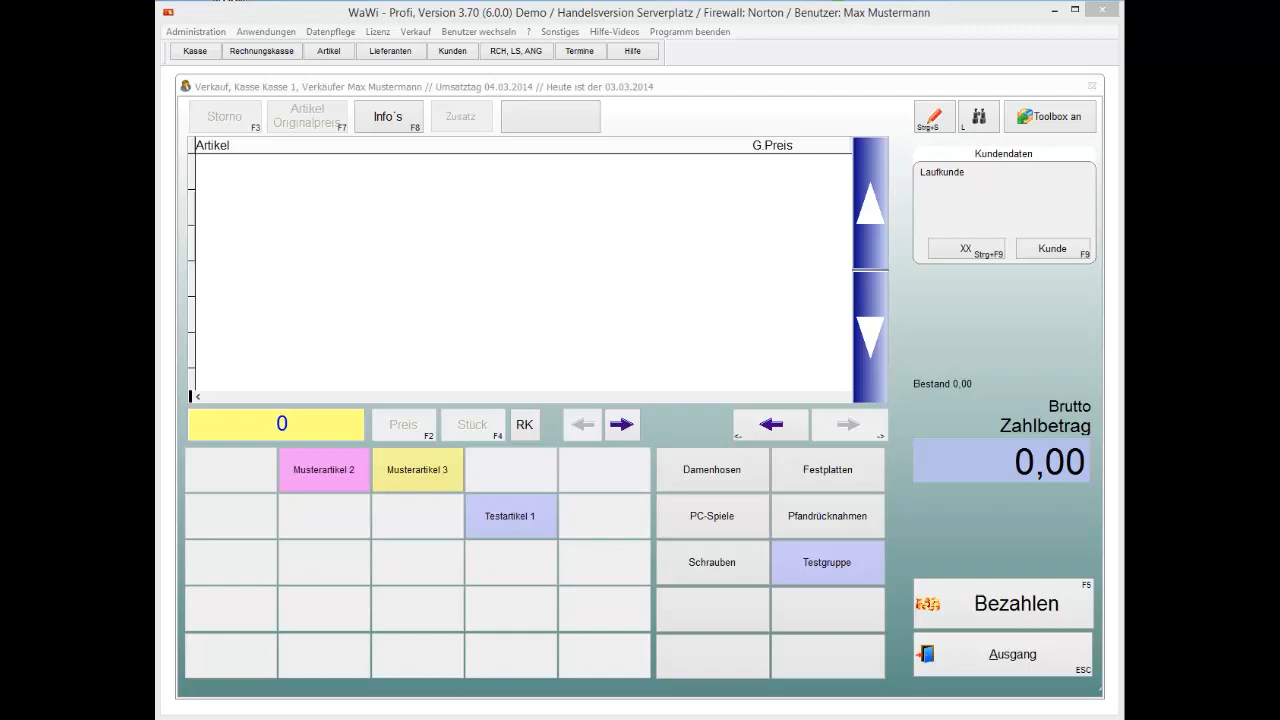 WaWi - Profi, Version 3.70 (6.0.0) Demo / Handelsversion Serverplatz / Firewall: Norton / Benutzer: Max Mustermann
Administration Anwendungen Datenpflege Lizenz Verkauf Benutzer wechseln ? Sonstiges Hilfe-Videos Programm beenden
Kasse Rechnungskasse Artikel Lieferanten Kunden RCH, LS, ANG Termine Hilfe
Verkauf, Kasse Kasse 1, Verkäufer Max Mustermann // Umsatztag 04.03.2014 // Heute ist der 03.03.2014
Storno F3 Artikel Originalpreis F7 Info´s F8 Zusatz Strg+S L Toolbox an
Artikel G.Preis
Kundendaten
Laufkunde
XX Strg+F9 Kunde F9
Bestand 0,00
Brutto
Zahlbetrag
0,00
0 Preis F2 Stück F4 RK <- ->
Musterartikel 2 Musterartikel 3 Damenhosen Festplatten
Testartikel 1 PC-Spiele Pfandrücknahmen
Schrauben Testgruppe
Bezahlen F5
Ausgang ESC